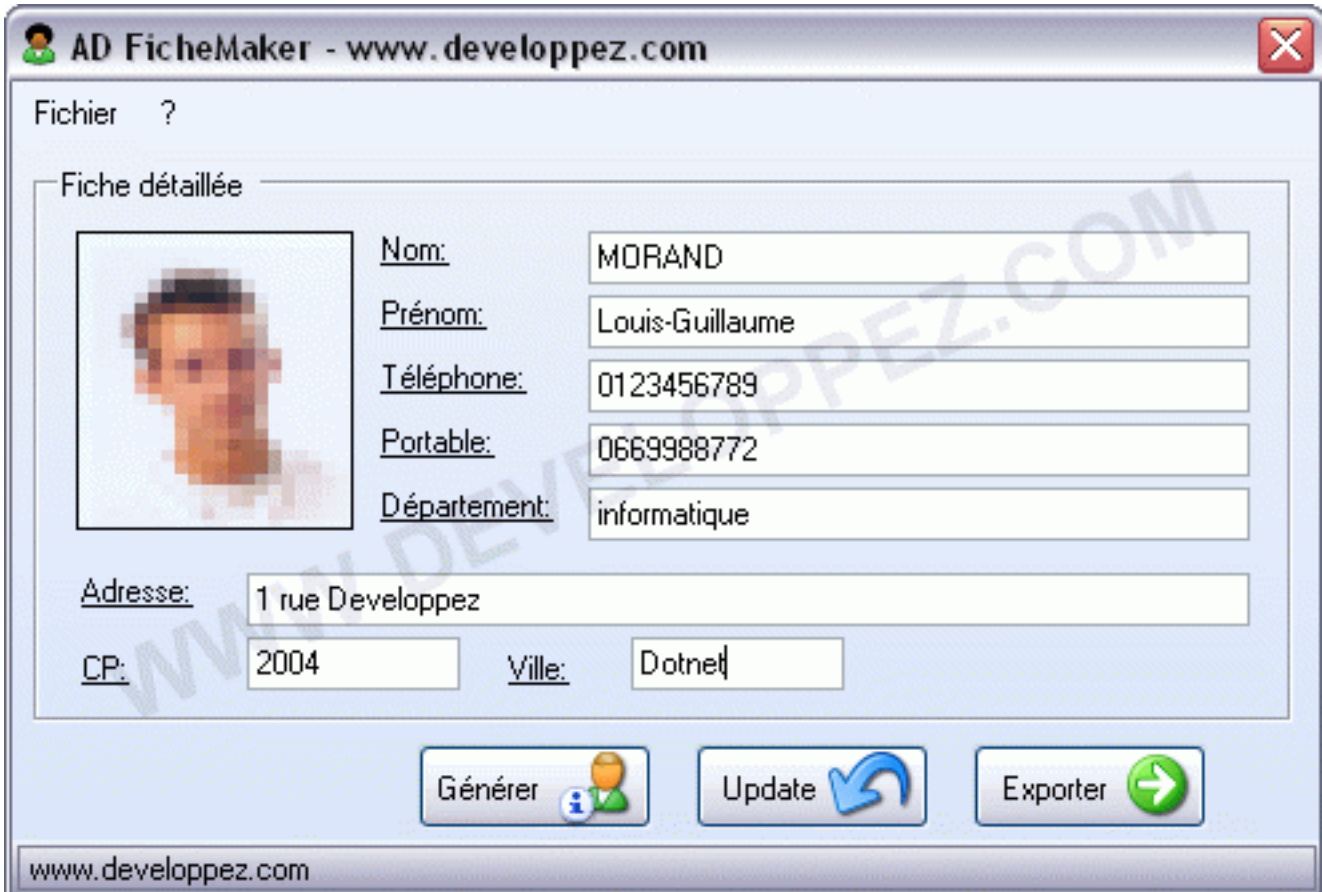 AD FicheMaker - www.developpez.com
Fichier ?
Fiche détaillée
Nom: MORAND
Prénom: Louis-Guillaume
Téléphone: 0123456789
Portable: 0669988772
Département: informatique
Adresse: 1 rue Developpez
CP: 2004 Ville: Dotnet
WWW.DEVELOPPEZ.COM
Générer Update Exporter
www.developpez.com